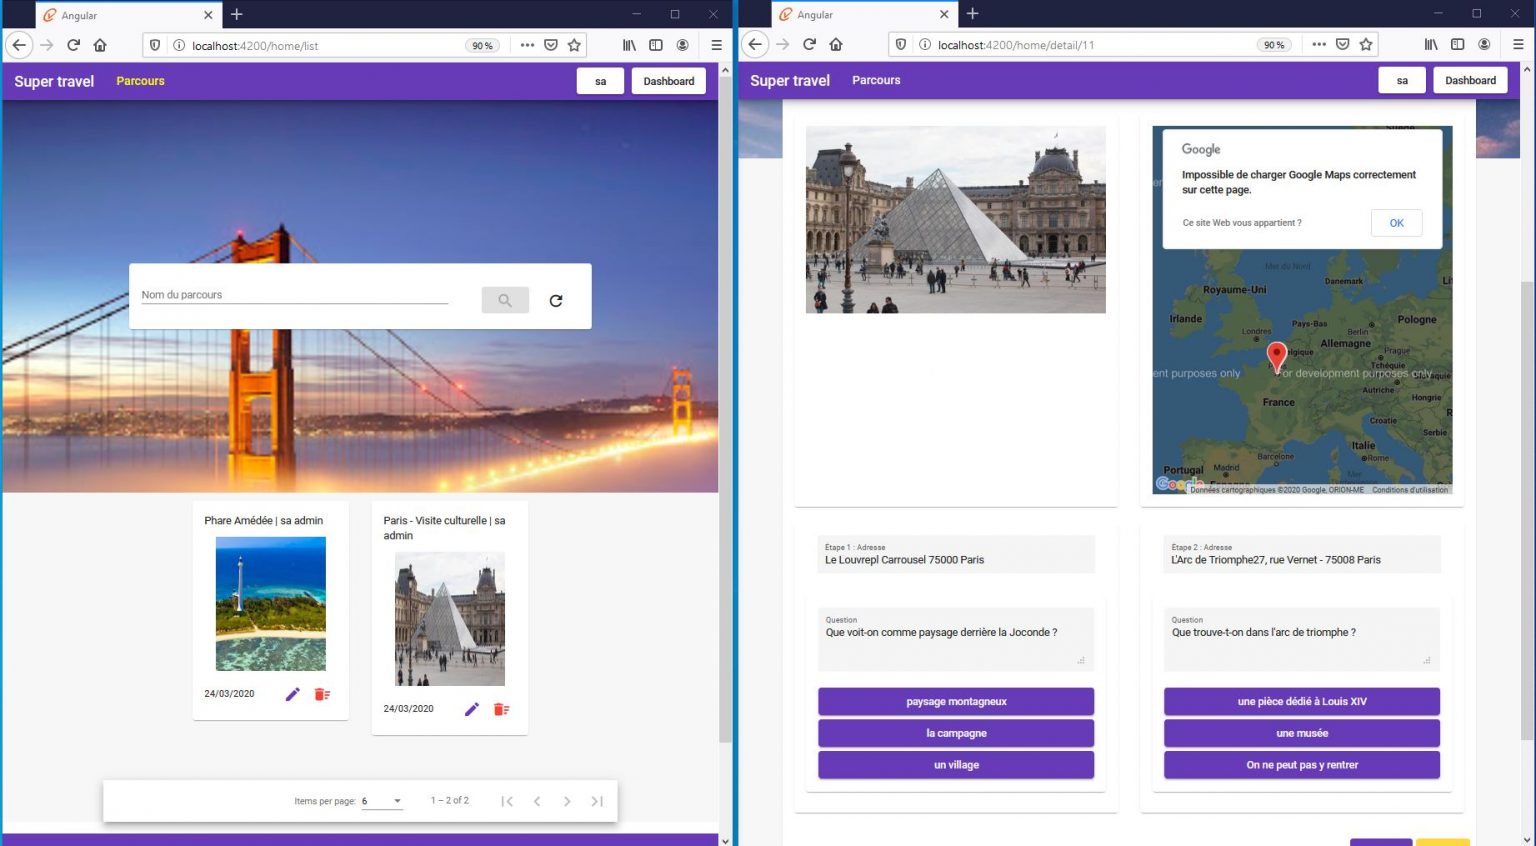 Angular
localhost:4200/home/list
90 %
Super travel
Parcours
sa
Dashboard
Nom du parcours
Phare Amédée | sa admin
24/03/2020
Paris - Visite culturelle | sa
admin
24/03/2020
Items per page:
6
1 – 2 of 2
Angular
localhost:4200/home/detail/11
90 %
Super travel
Parcours
sa
Dashboard
Google
Impossible de charger Google Maps correctement
sur cette page.
Ce site Web vous appartient ?
OK
Mer du Nord
Royaume-Uni
Danemark
Irlande
Londres
Pays-Bas
Berlin
Pologne
Allemagne
elgique
Prague
Tchéquie
ent purposes only
For development purposes only
Autriche
Hongrie
France
Croatie
Serbie
Italie
Barcelone
Rome
Portugal
Madrid
Google
Données cartographiques ©2020 Google, ORION-ME
Conditions d'utilisation
Étape 1 : Adresse
Le Louvrepl Carrousel 75000 Paris
Question
Que voit-on comme paysage derrière la Joconde ?
paysage montagneux
la campagne
un village
Étape 2 : Adresse
L'Arc de Triomphe27, rue Vernet - 75008 Paris
Question
Que trouve-t-on dans l'arc de triomphe ?
une pièce dédié à Louis XIV
une musée
On ne peut pas y rentrer